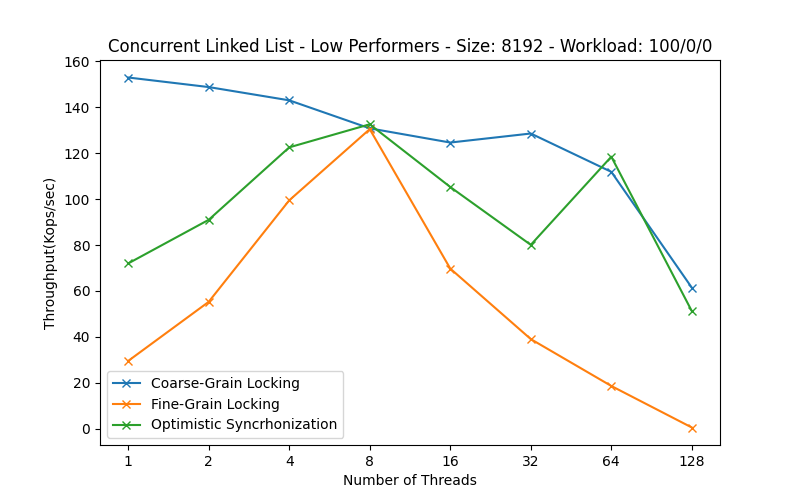 Concurrent Linked List - Low Performers - Size: 8192 - Workload: 100/0/0
Throughput(Kops/sec)
160
140
120
100
80
60
40
20
0
Coarse-Grain Locking
Fine-Grain Locking
Optimistic Syncrhonization
1 2 4 8 16 32 64 128
Number of Threads